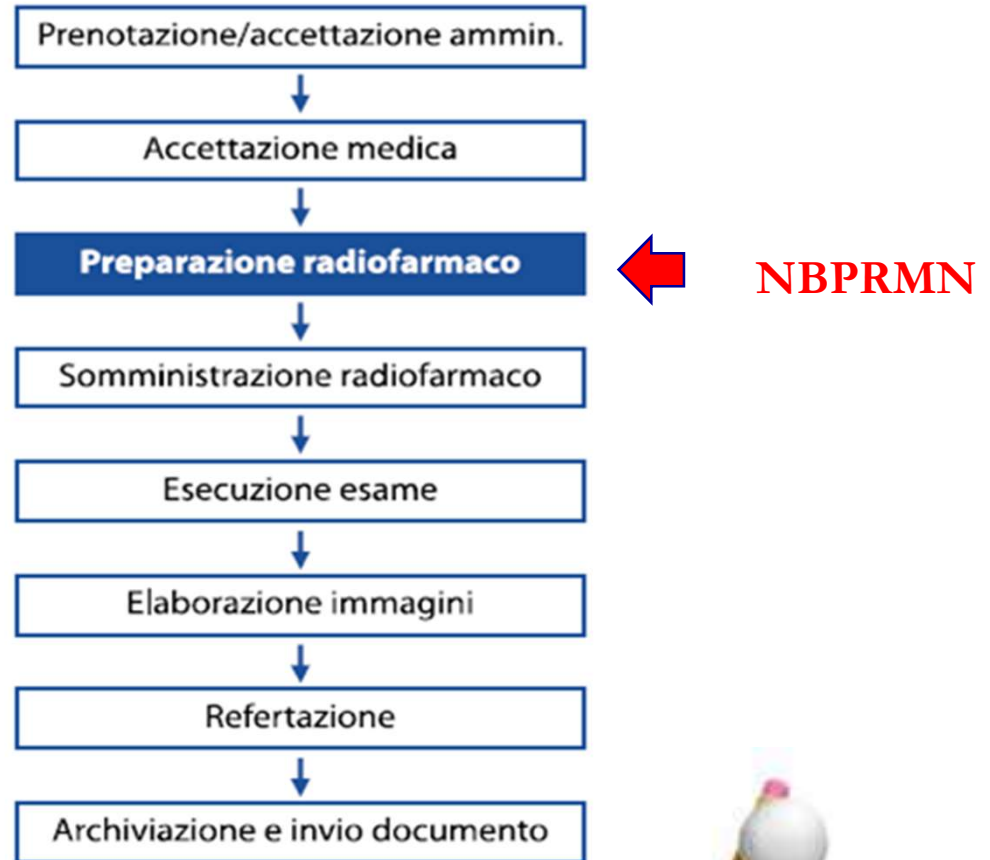 Prenotazione/accettazione ammin.
Accettazione medica
Preparazione radiofarmaco
NBPRMN
Somministrazione radiofarmaco
Esecuzione esame
Elaborazione immagini
Refertazione
Archiviazione e invio documento